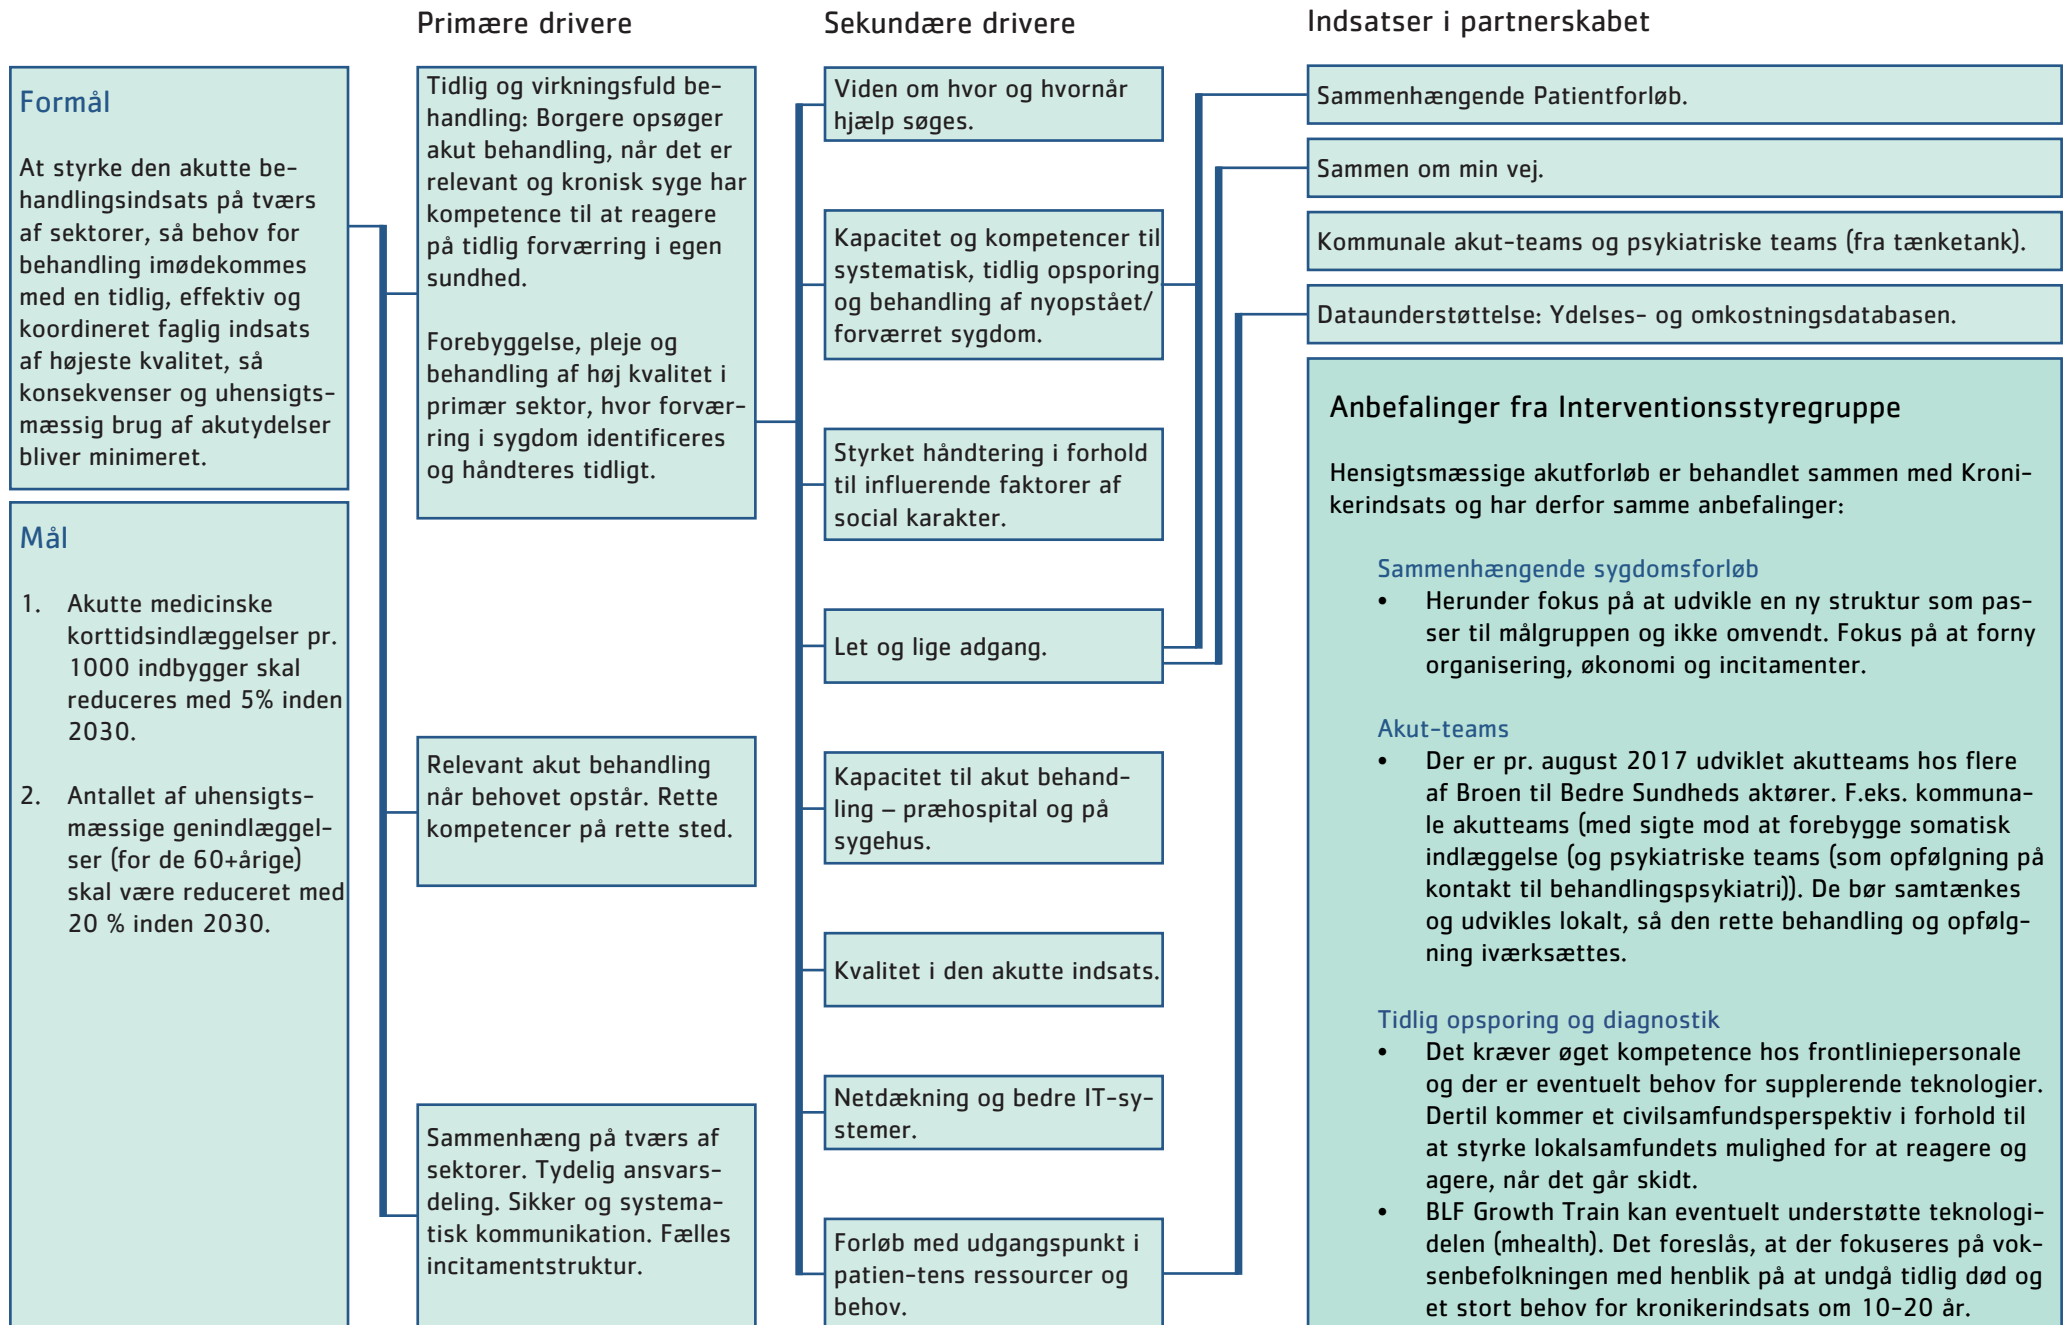 Primære drivere
Sekundære drivere
Indsatser i partnerskabet
Formål
At styrke den akutte be-
handlingsindsats på tværs
af sektorer, så behov for
behandling imødekommes
med en tidlig, effektiv og
koordineret faglig indsats
af højeste kvalitet, så
konsekvenser og uhensigts-
mæssig brug af akutydelser
bliver minimeret.
Mål
1. Akutte medicinske
korttidsindlæggelser pr.
1000 indbygger skal
reduceres med 5% inden
2030.
2. Antallet af uhensigts-
mæssige genindlæggel-
ser (for de 60+årige)
skal være reduceret med
20 % inden 2030.
Tidlig og virkningsfuld be-
handling: Borgere opsøger
akut behandling, når det er
relevant og kronisk syge har
kompetence til at reagere
på tidlig forværring i egen
sundhed.
Forebyggelse, pleje og
behandling af høj kvalitet i
primær sektor, hvor forvær-
ring i sygdom identificeres
og håndteres tidligt.
Relevant akut behandling
når behovet opstår. Rette
kompetencer på rette sted.
Sammenhæng på tværs af
sektorer. Tydelig ansvars-
deling. Sikker og systema-
tisk kommunikation. Fælles
incitamentstruktur.
Viden om hvor og hvornår
hjælp søges.
Kapacitet og kompetencer til
systematisk, tidlig opsporing
og behandling af nyopstået/
forværret sygdom.
Styrket håndtering i forhold
til influerende faktorer af
social karakter.
Let og lige adgang.
Kapacitet til akut behand-
ling – præhospital og på
sygehus.
Kvalitet i den akutte indsats.
Netdækning og bedre IT-sy-
stemer.
Forløb med udgangspunkt i
patien-tens ressourcer og
behov.
Sammenhængende Patientforløb.
Sammen om min vej.
Kommunale akut-teams og psykiatriske teams (fra tænketank).
Dataunderstøttelse: Ydelses- og omkostningsdatabasen.
Anbefalinger fra Interventionsstyregruppe
Hensigtsmæssige akutforløb er behandlet sammen med Kroni-
kerindsats og har derfor samme anbefalinger:
Sammenhængende sygdomsforløb
• Herunder fokus på at udvikle en ny struktur som pas-
ser til målgruppen og ikke omvendt. Fokus på at forny
organisering, økonomi og incitamenter.
Akut-teams
• Der er pr. august 2017 udviklet akutteams hos flere
af Broen til Bedre Sundheds aktører. F.eks. kommuna-
le akutteams (med sigte mod at forebygge somatisk
indlæggelse (og psykiatriske teams (som opfølgning på
kontakt til behandlingspsykiatri)). De bør samtænkes
og udvikles lokalt, så den rette behandling og opfølg-
ning iværksættes.
Tidlig opsporing og diagnostik
• Det kræver øget kompetence hos frontliniepersonale
og der er eventuelt behov for supplerende teknologier.
Dertil kommer et civilsamfundsperspektiv i forhold til
at styrke lokalsamfundets mulighed for at reagere og
agere, når det går skidt.
• BLF Growth Train kan eventuelt understøtte teknologi-
delen (mhealth). Det foreslås, at der fokuseres på vok-
senbefolkningen med henblik på at undgå tidlig død og
et stort behov for kronikerindsats om 10-20 år.